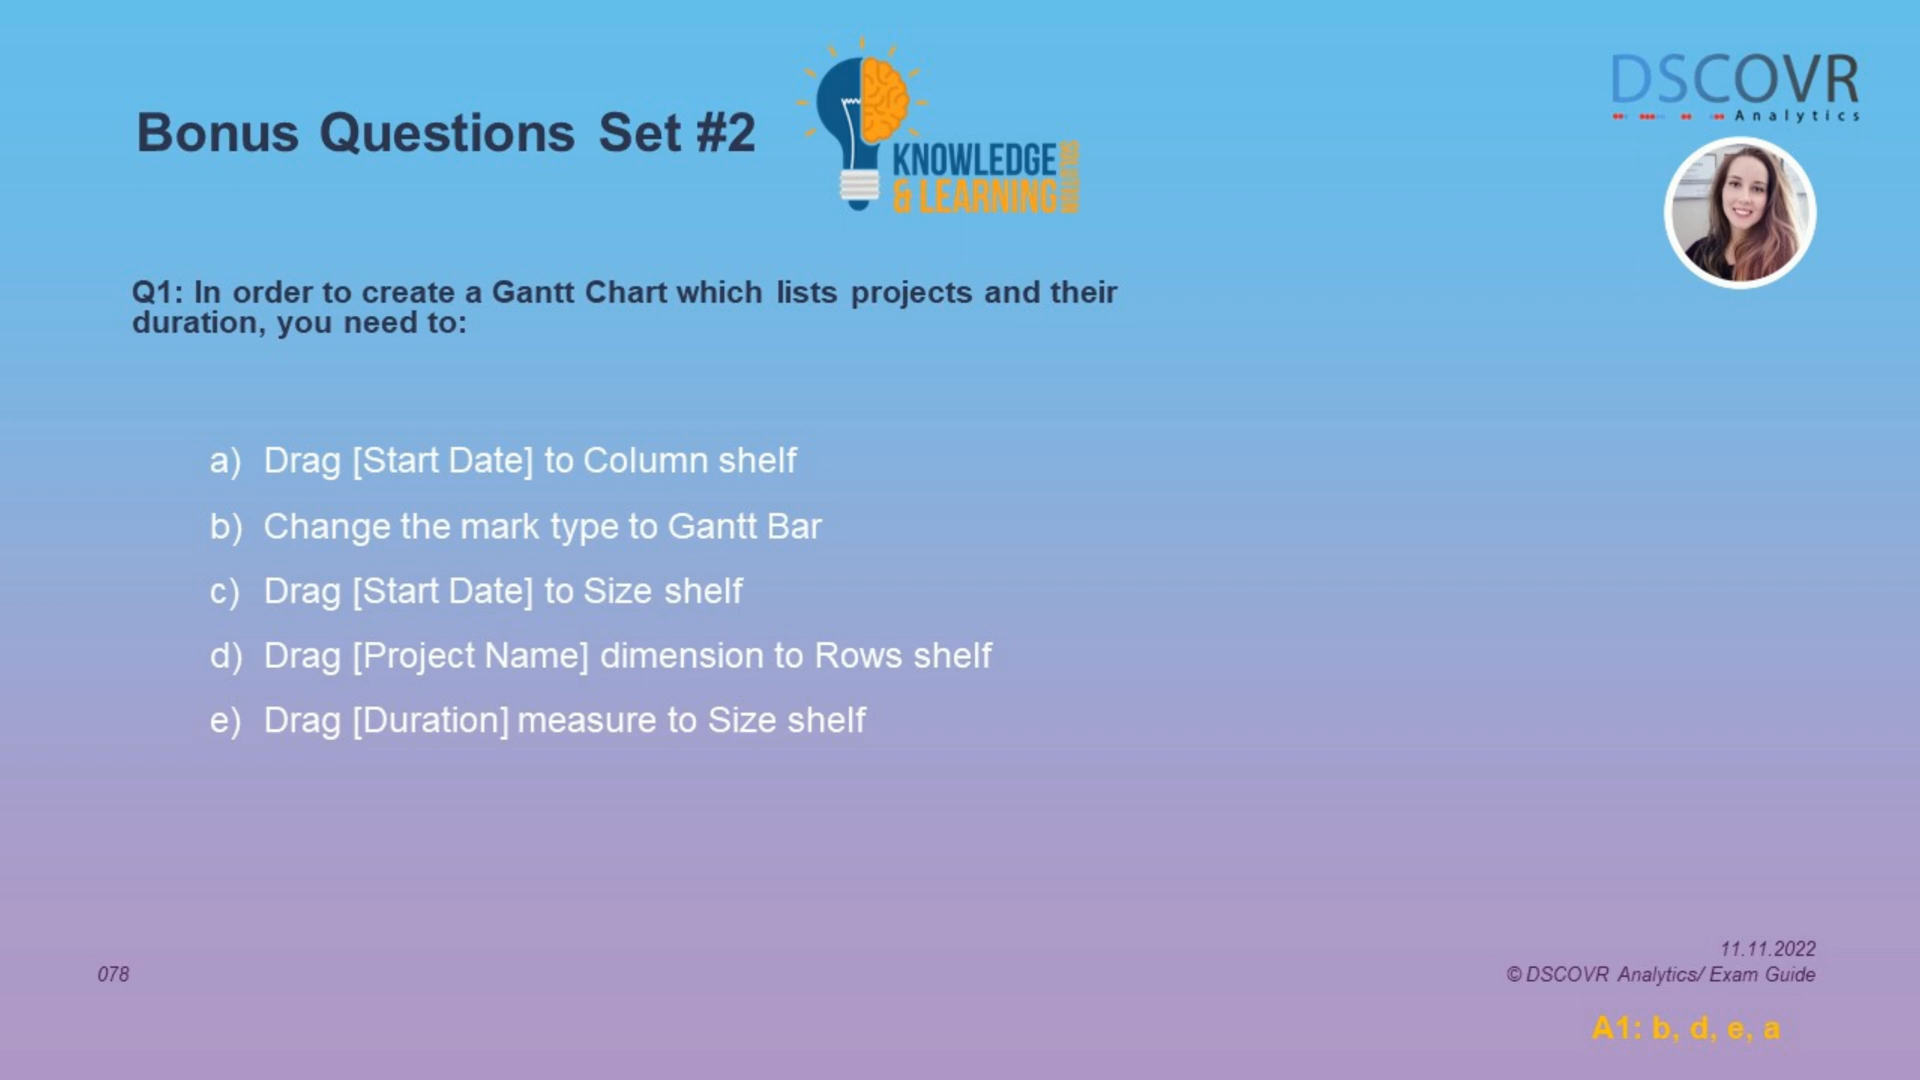 Bonus Questions Set #2
KNOWLEDGE
& LEARNING
SOLUTION
DSCOVR
Analytics
Q1: In order to create a Gantt Chart which lists projects and their
duration, you need to:
a) Drag [Start Date] to Column shelf
b) Change the mark type to Gantt Bar
c) Drag [Start Date] to Size shelf
d) Drag [Project Name] dimension to Rows shelf
e) Drag [Duration] measure to Size shelf
11.11.2022
078
© DSCOVR Analytics/ Exam Guide
A1: b, d, e, a